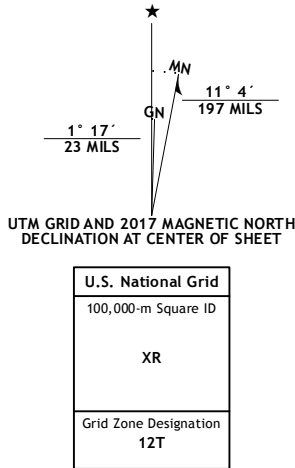 ★
MN
GN
11° 4´
197 MILS
1° 17´
23 MILS
UTM GRID AND 2017 MAGNETIC NORTH
DECLINATION AT CENTER OF SHEET
U.S. National Grid
100,000-m Square ID
XR
Grid Zone Designation
12T